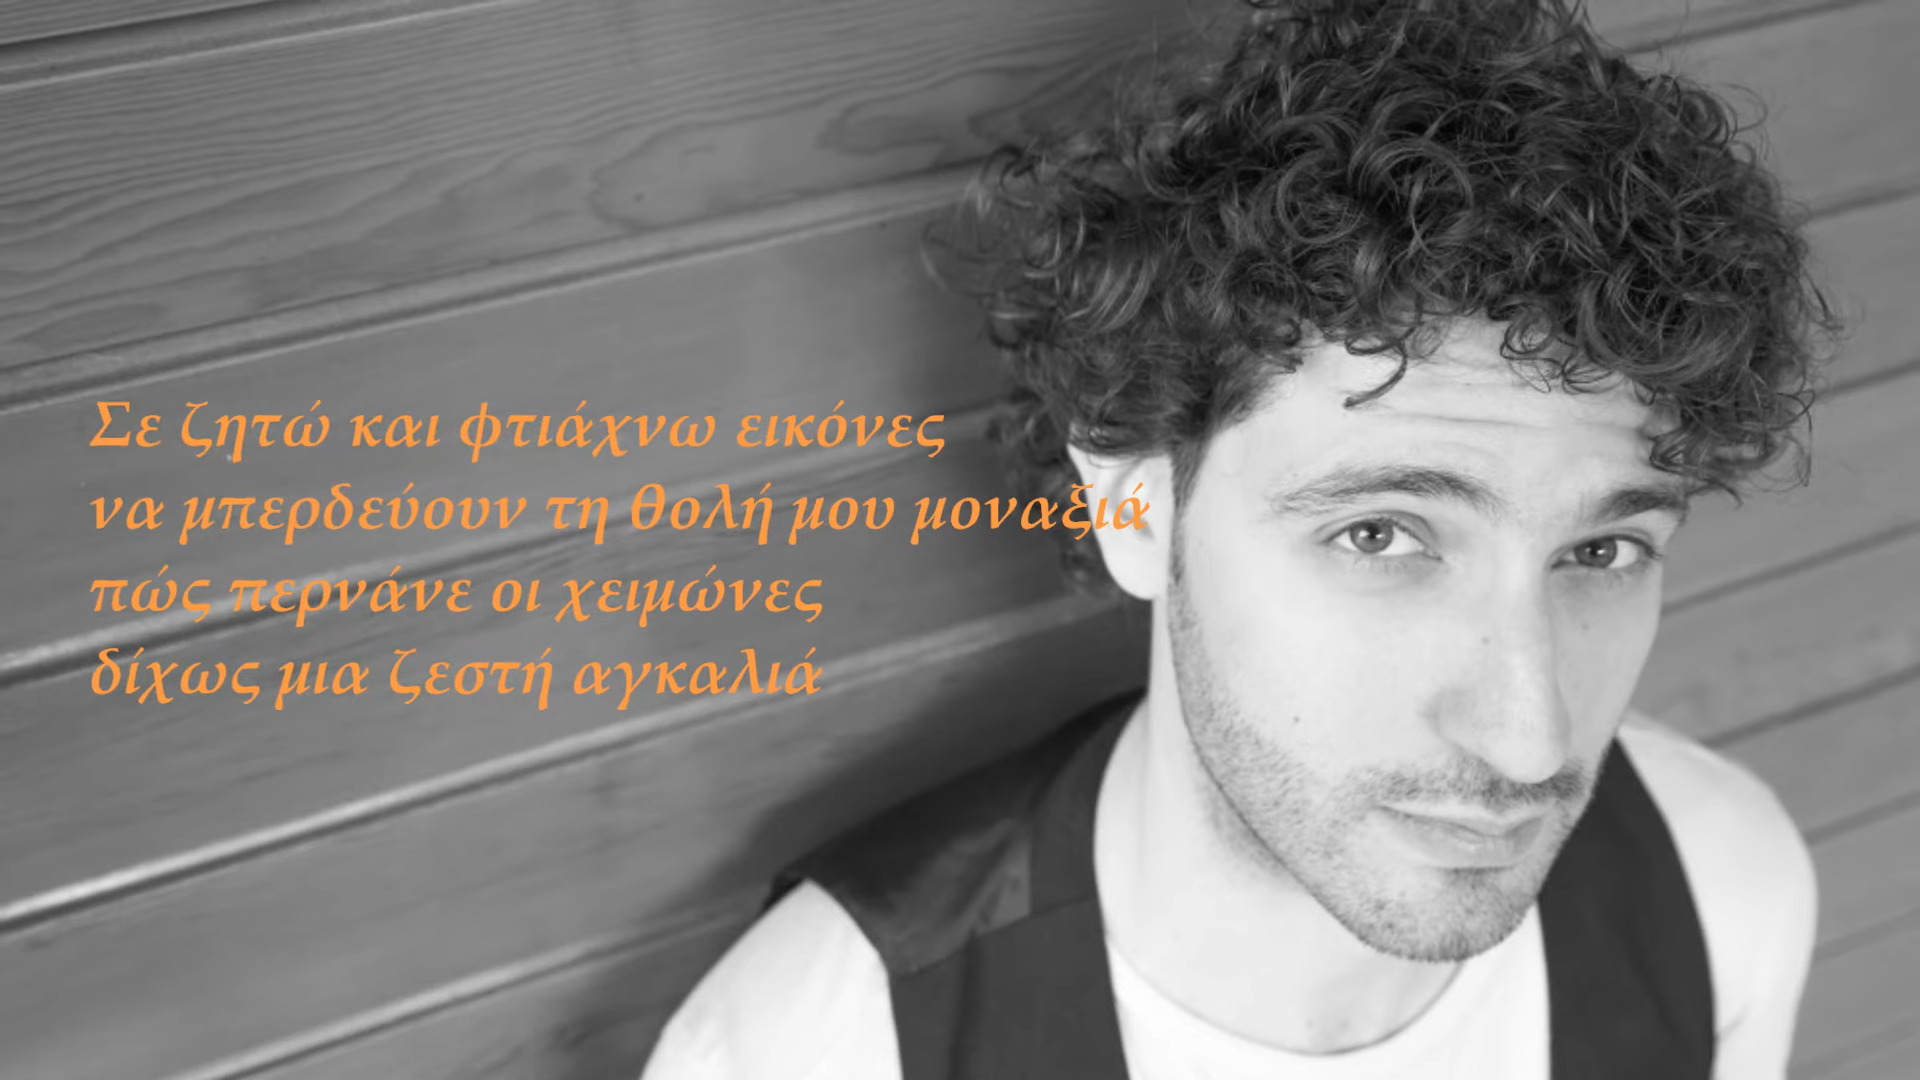 Σε ζητώ και φτιάχνω εικόνες
να μπερδεύουν τη θολή μου μοναξιά
πώς περνάνε οι χειμώνες
δίχως μια ζεστή αγκαλιά